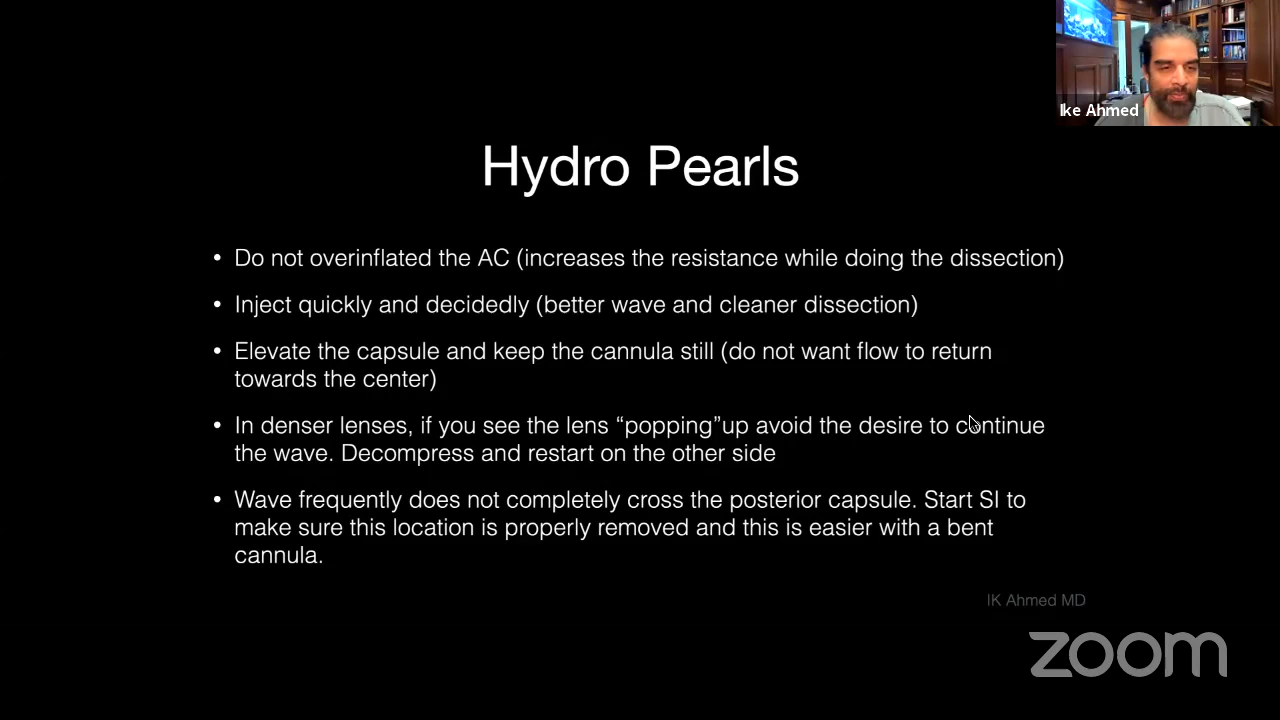 Ike Ahmed
Hydro Pearls
• Do not overinflated the AC (increases the resistance while doing the dissection)
• Inject quickly and decidedly (better wave and cleaner dissection)
• Elevate the capsule and keep the cannula still (do not want flow to return
towards the center)
• In denser lenses, if you see the lens “popping”up avoid the desire to continue
the wave. Decompress and restart on the other side
• Wave frequently does not completely cross the posterior capsule. Start SI to
make sure this location is properly removed and this is easier with a bent
cannula.
IK Ahmed MD
zoom